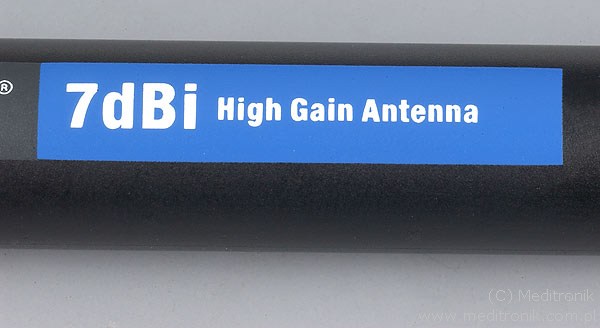 ®
7dBi High Gain Antenna
(C) Meditronik
www.meditronik.com.pl